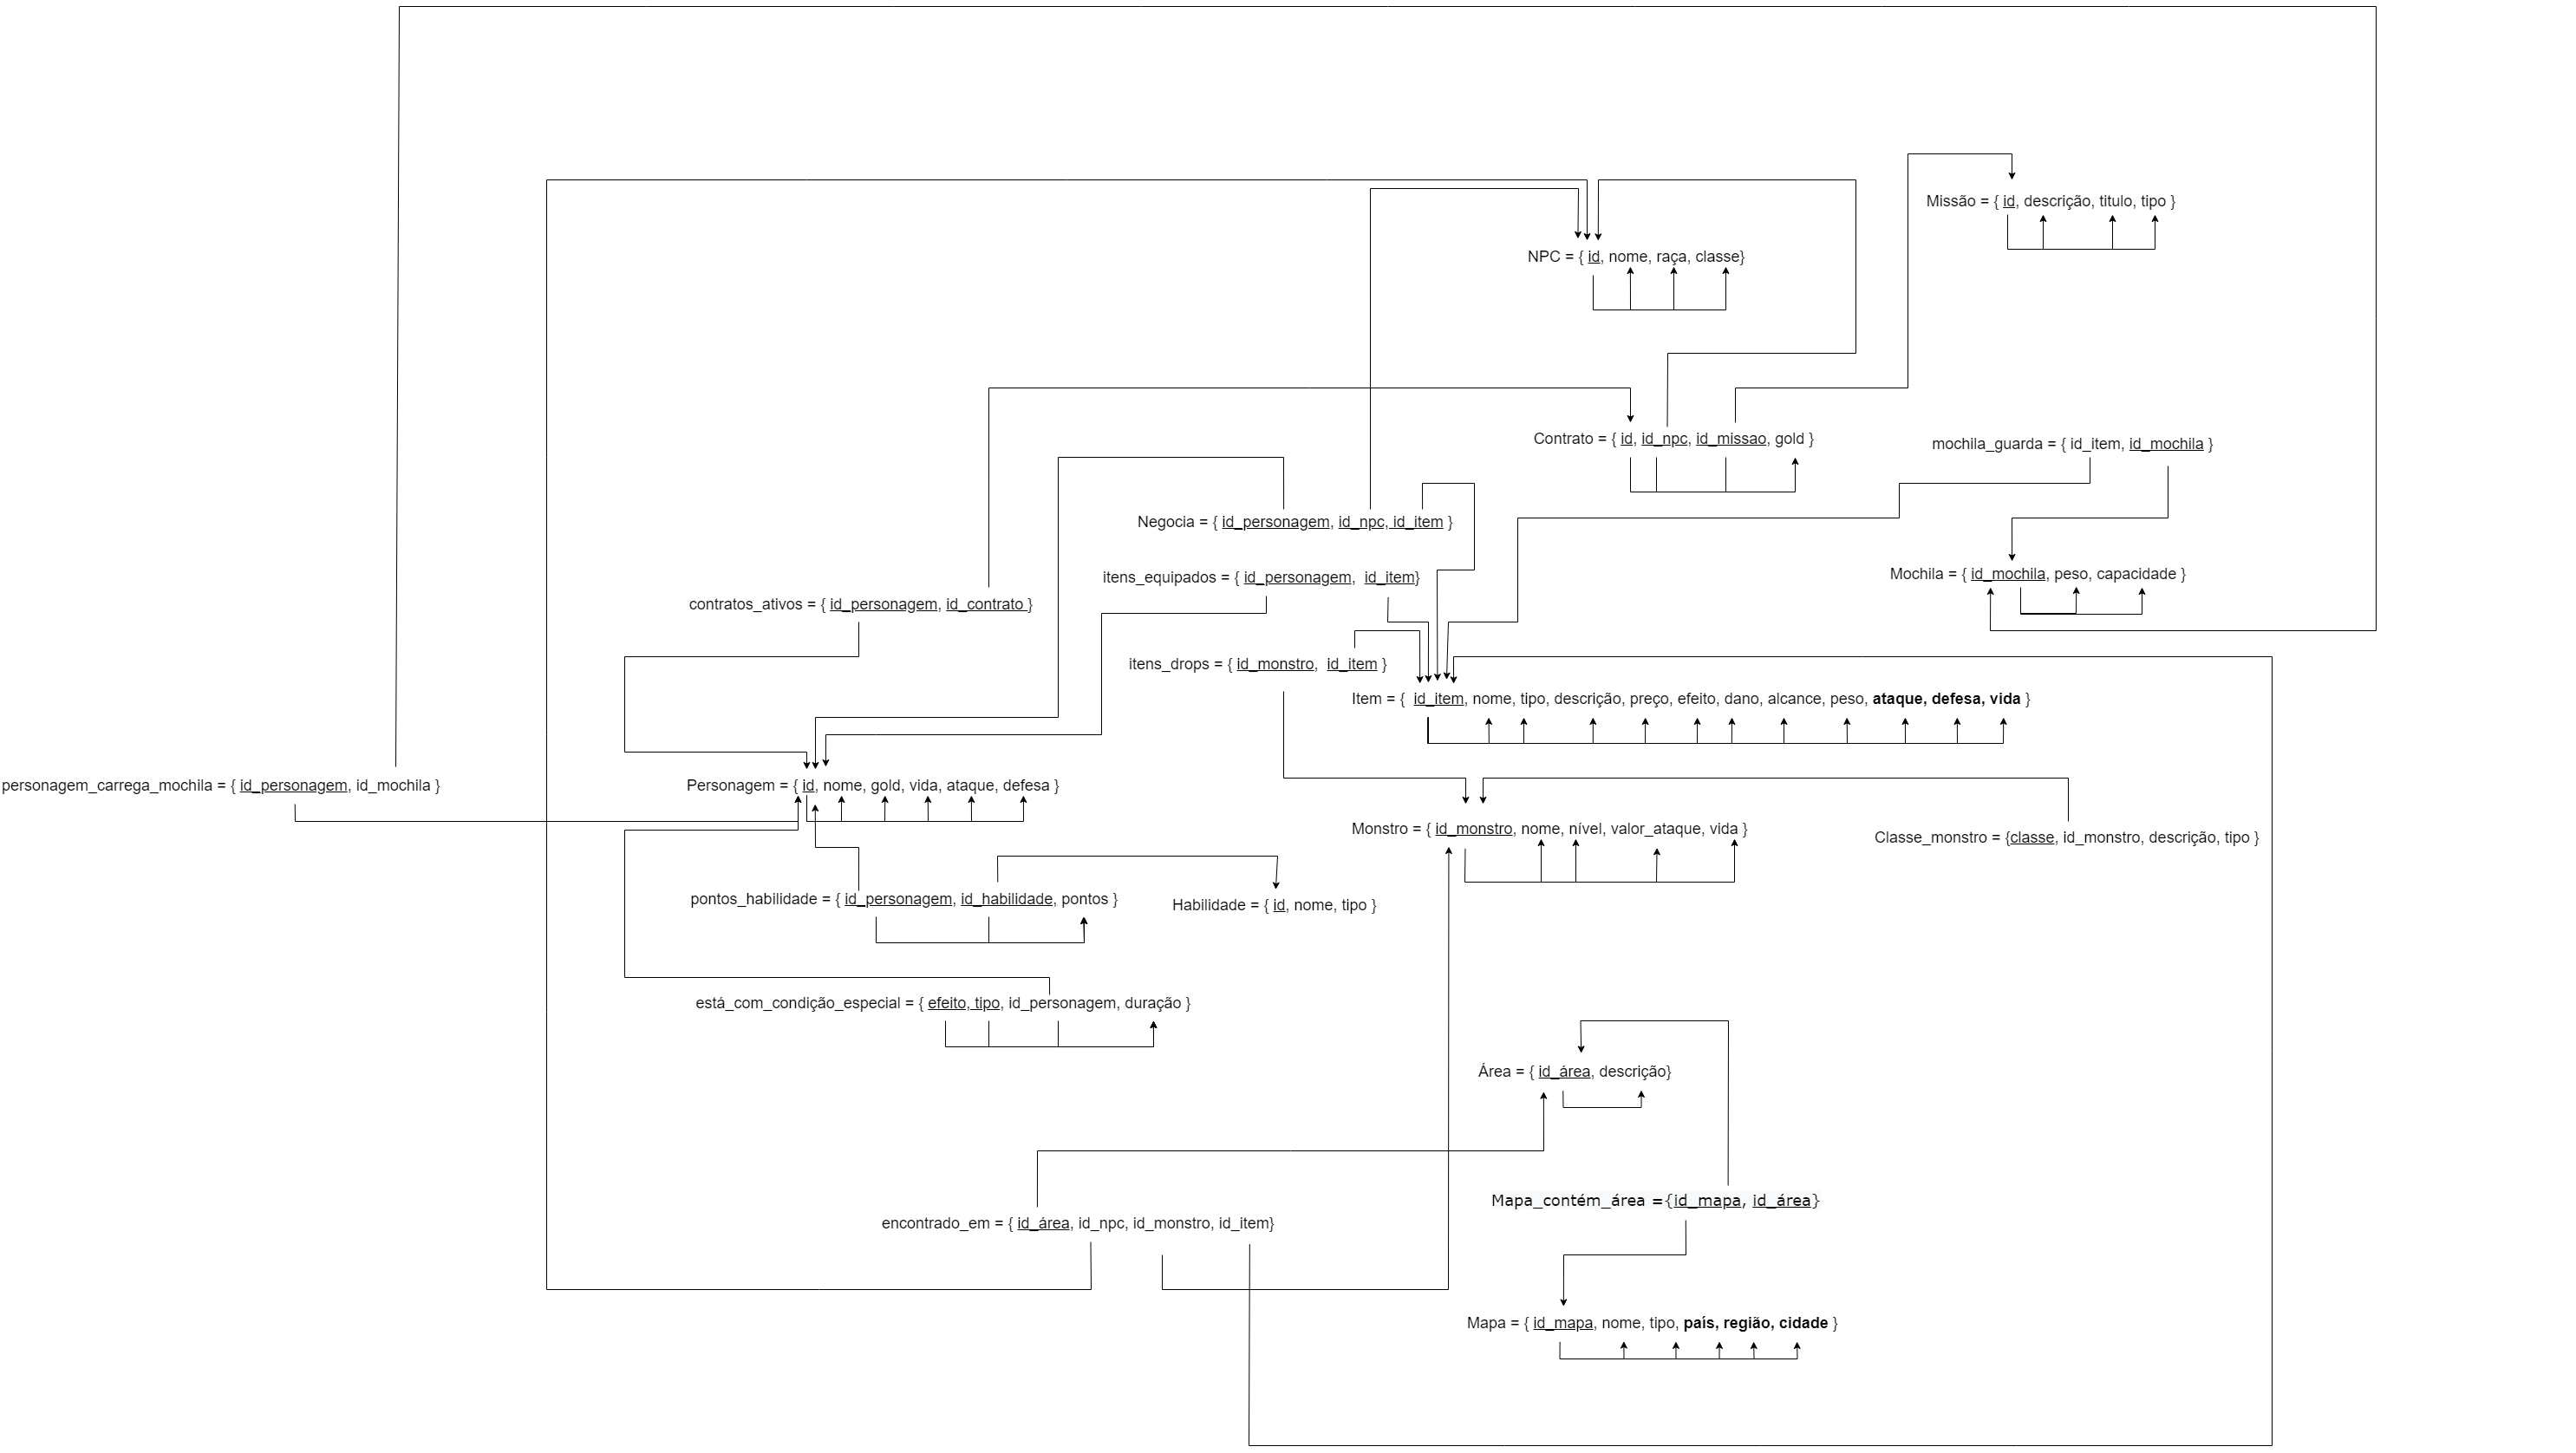 Missão = { id, descrição, titulo, tipo }
NPC = { id, nome, raça, classe}
Contrato = { id, id_npc, id_missao, gold }
mochila_guarda = { id_item, id_mochila }
Negocia = { id_personagem, id_npc, id_item }
Mochila = { id_mochila, peso, capacidade }
itens_equipados = { id_personagem, id_item}
contratos_ativos = { id_personagem, id_contrato }
itens_drops = { id_monstro, id_item }
Item = { id_item, nome, tipo, descrição, preço, efeito, dano, alcance, peso, ataque, defesa, vida }
personagem_carrega_mochila = { id_personagem, id_mochila }
Personagem = { id, nome, gold, vida, ataque, defesa }
Monstro = { id_monstro, nome, nível, valor_ataque, vida }
Classe_monstro = {classe, id_monstro, descrição, tipo }
pontos_habilidade = { id_personagem, id_habilidade, pontos }
Habilidade = { id, nome, tipo }
está_com_condição_especial = { efeito, tipo, id_personagem, duração }
Área = { id_área, descrição}
Mapa_contém_área ={id_mapa, id_área}
encontrado_em = { id_área, id_npc, id_monstro, id_item}
Mapa = { id_mapa, nome, tipo, país, região, cidade }